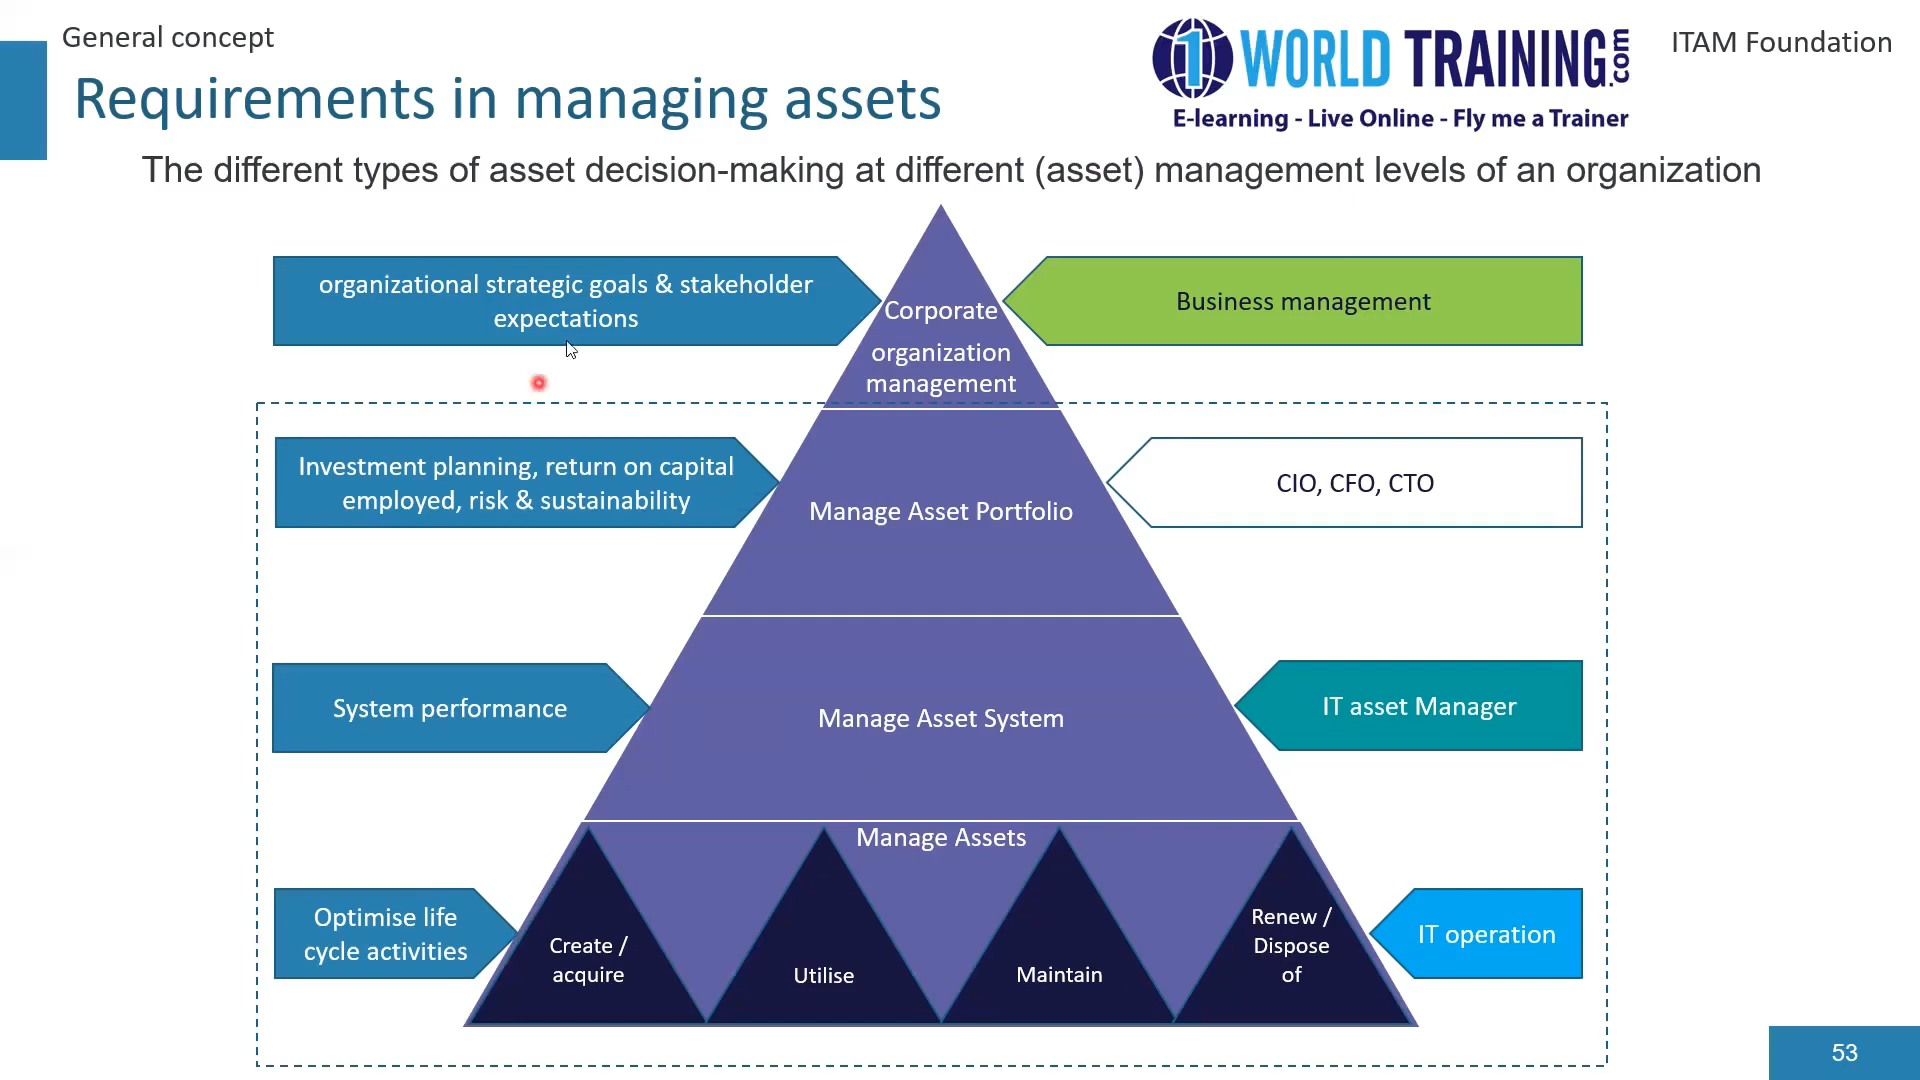 General concept
1 WORLD TRAINING.com
ITAM Foundation
Requirements in managing assets
E-learning - Live Online - Fly me a Trainer
The different types of asset decision-making at different (asset) management levels of an organization
organizational strategic goals & stakeholder
expectations
Corporate
organization
management
Business management
Investment planning, return on capital
employed, risk & sustainability
Manage Asset Portfolio
CIO, CFO, CTO
System performance
Manage Asset System
IT asset Manager
Manage Assets
Optimise life
cycle activities
Create /
acquire
Utilise
Maintain
Renew /
Dispose
of
IT operation
53